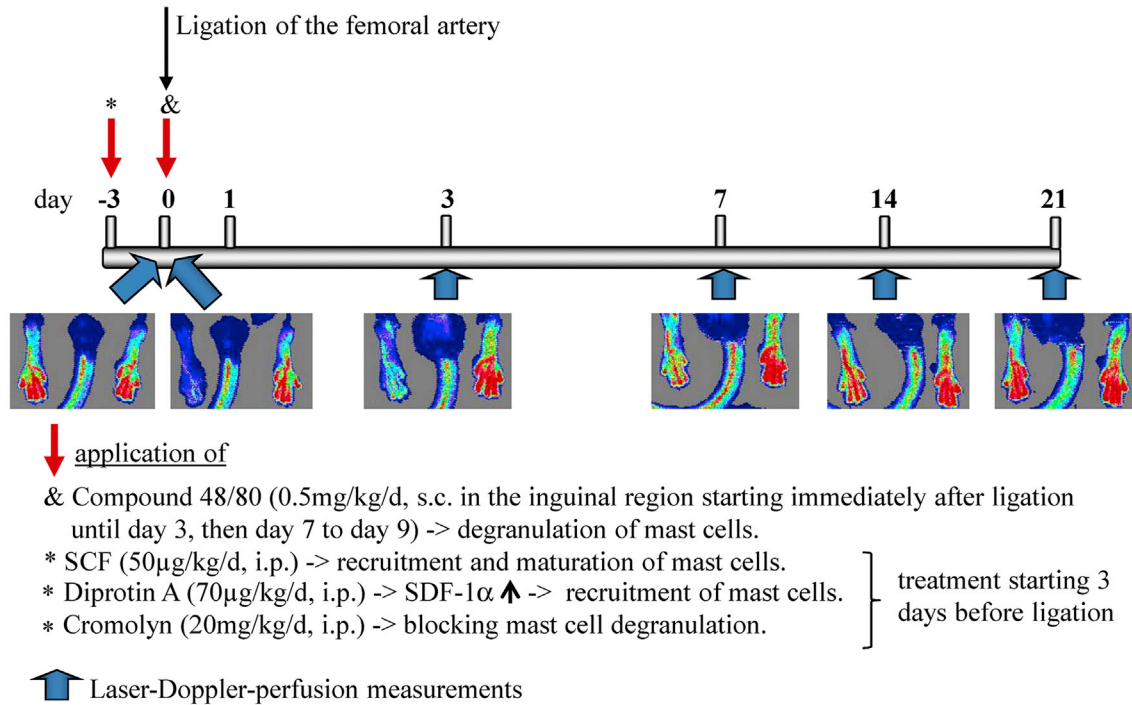 Ligation of the femoral artery
* &
day -3 0 1 3 7 14 21
application of
& Compound 48/80 (0.5mg/kg/d, s.c. in the inguinal region starting immediately after ligation
until day 3, then day 7 to day 9) -> degranulation of mast cells.
* SCF (50µg/kg/d, i.p.) -> recruitment and maturation of mast cells.
* Diprotin A (70µg/kg/d, i.p.) -> SDF-1α ↑ -> recruitment of mast cells.
* Cromolyn (20mg/kg/d, i.p.) -> blocking mast cell degranulation.
treatment starting 3
days before ligation
Laser-Doppler-perfusion measurements